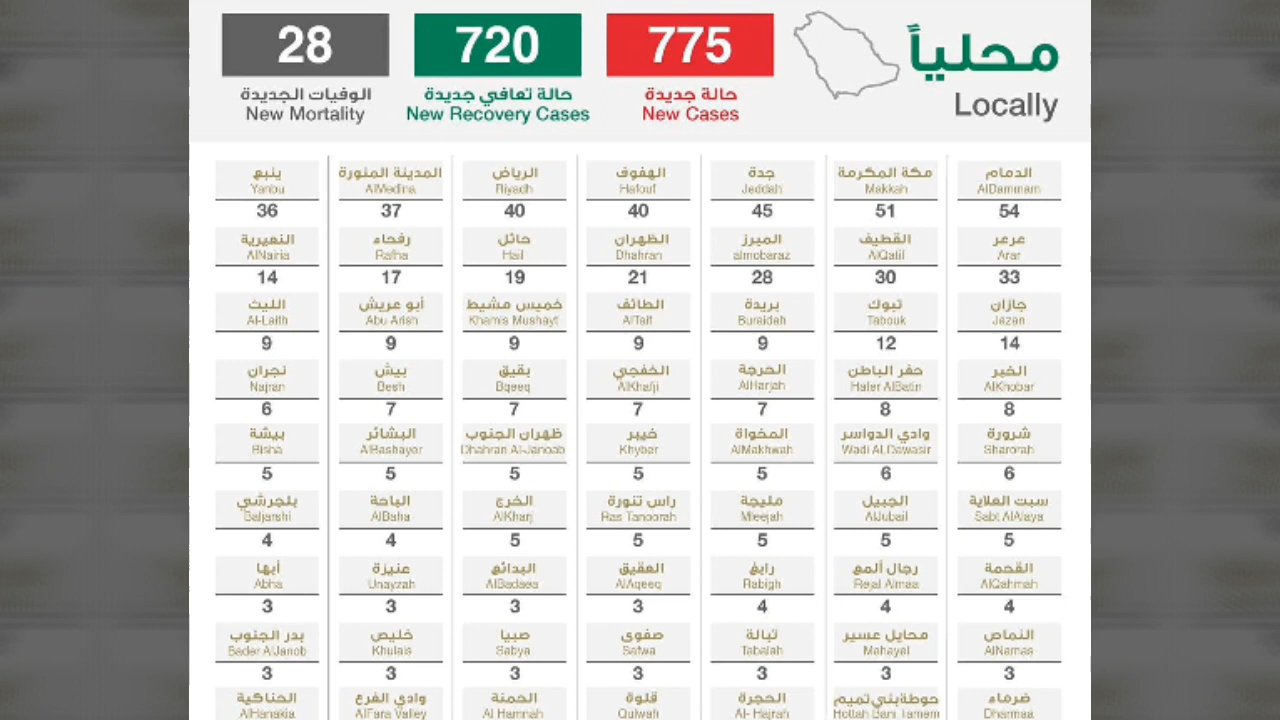 محلياً
Locally
775
حالة جديدة
New Cases
720
حالة تعافي جديدة
New Recovery Cases
28
الوفيات الجديدة
New Mortality
الدمام
AlDammam
54
مكة المكرمة
Makkah
51
جدة
Jeddah
45
الهفوف
Hafouf
40
الرياض
Riyadh
40
المدينة المنورة
AlMedina
37
ينبع
Yanbu
36
عرعر
Arar
33
القطيف
AlQatif
30
المبرز
almobaraz
28
الظهران
Dhahran
21
حائل
Hail
19
رفحاء
Rafha
17
النعيرية
AlNairia
14
جازان
Jazan
14
تبوك
Tabouk
12
بريدة
Buraidah
9
الطائف
AlTaif
9
خميس مشيط
Khamis Mushayt
9
أبو عريش
Abu Arish
9
الليث
Al-Laith
9
الخبر
AlKhobar
8
حفر الباطن
Hafer AlBatin
8
الحرجة
AlHarjah
7
الخفجي
AlKhafji
7
بقيق
Bqeeq
7
بيش
Besh
7
نجران
Najran
6
شرورة
Sharorah
6
وادي الدواسر
Wadi AL Dawasir
6
المخواة
AlMakhwah
5
خيبر
Khyber
5
ظهران الجنوب
Dhahran Al-Janoab
5
البشائر
AlBashayer
5
بيشة
Bisha
5
سبت العلاية
Sabt AlAlaya
5
الجبيل
AlJubail
5
مليجة
Mleejah
5
راس تنورة
Ras Tanoorah
5
الخرج
AlKharj
5
الباحة
AlBaha
4
بلجرشي
Baljarshi
4
القحمة
AlQahmah
4
رجال ألمع
Rejal Almaa
4
رابغ
Rabigh
4
العقيق
AlAqeeq
3
البدائع
AlBadaea
3
عنيزة
Unayzah
3
أبها
Abha
3
النماص
AlNamas
3
محايل عسير
Mahayel
3
تبالة
Tabalah
3
صفوى
Safwa
3
صبيا
Sabya
3
خليص
Khulais
3
بدر الجنوب
Bader AlJanob
3
ضرماء
Dharmaa
حوطة بني تميم
Hottah Bani Tamem
الحجرة
Al- Hajrah
قلوة
Qulwah
الحمنة
Al Hamnah
وادي الفرع
AlFara Valley
الحناكية
AlHanakia